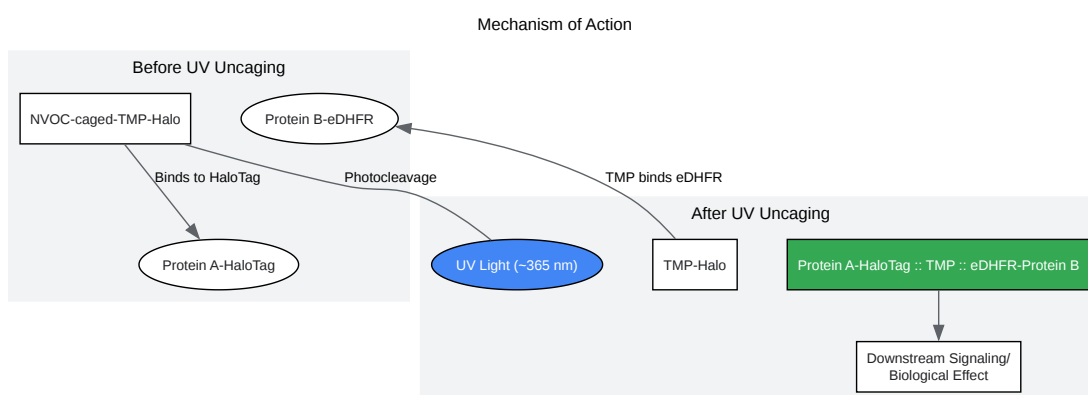 Mechanism of Action
Before UV Uncaging
NVOC-caged-TMP-Halo
Protein B-eDHFR
Binds to HaloTag
Photocleavage
TMP binds eDHFR
After UV Uncaging
Protein A-HaloTag
UV Light (~365 nm)
TMP-Halo
Protein A-HaloTag :: TMP :: eDHFR-Protein B
Downstream Signaling/
Biological Effect